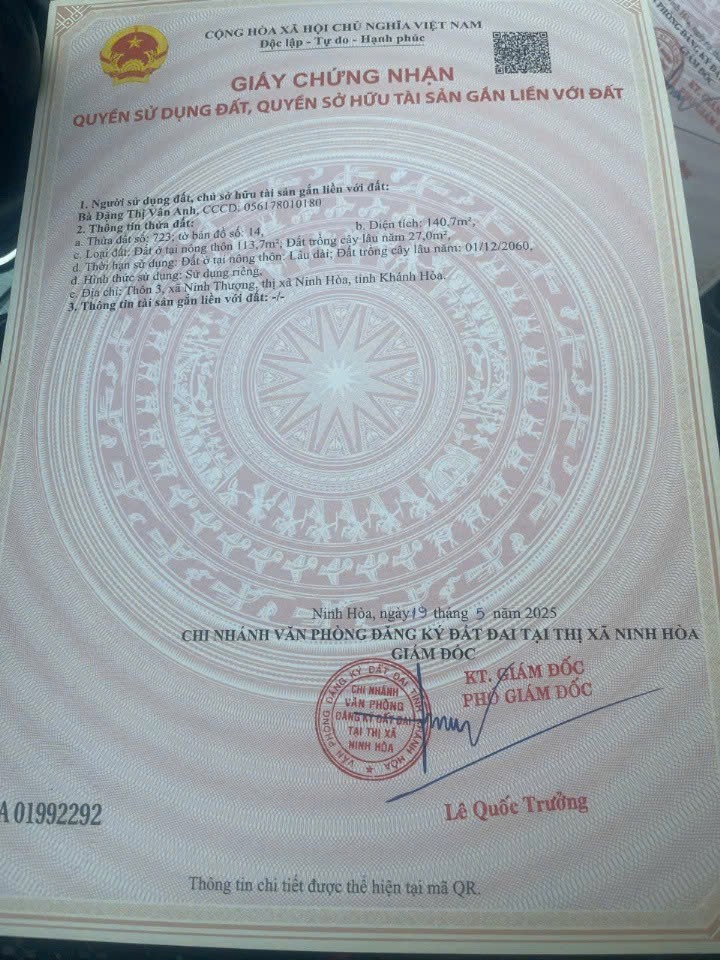 CỘNG HÒA XÃ HỘI CHỦ NGHĨA VIỆT NAM
Độc lập - Tự do - Hạnh phúc
GIẤY CHỨNG NHẬN
QUYỀN SỬ DỤNG ĐẤT, QUYỀN SỞ HỮU TÀI SẢN GẮN LIỀN VỚI ĐẤT
1. Người sử dụng đất, chủ sở hữu tài sản gắn liền với đất:
Bà Đặng Thị Vân Anh, CCCD: 056178010180
2. Thông tin thửa đất:
a. Thửa đất số: 723; tờ bản đồ số: 14, b. Diện tích: 140,7m²,
c. Loại đất: Đất ở tại nông thôn 113,7m²; Đất trồng cây lâu năm 27,0m²,
d. Thời hạn sử dụng: Đất ở tại nông thôn: Lâu dài; Đất trồng cây lâu năm: 01/12/2060,
đ. Hình thức sử dụng: Sử dụng riêng,
e. Địa chỉ: Thôn 3, xã Ninh Thượng, thị xã Ninh Hòa, tỉnh Khánh Hòa.
3. Thông tin tài sản gắn liền với đất: -/-
Ninh Hòa, ngày 19 tháng 5 năm 2025
CHI NHÁNH VĂN PHÒNG ĐĂNG KÝ ĐẤT ĐAI TẠI THỊ XÃ NINH HÒA
GIÁM ĐỐC
KT. GIÁM ĐỐC
PHÓ GIÁM ĐỐC
VĂN PHÒNG ĐĂNG KÝ ĐẤT ĐAI TỈNH KHÁNH HÒA
CHI NHÁNH
VĂN PHÒNG
ĐĂNG KÝ ĐẤT ĐAI
TẠI THỊ XÃ
NINH HÒA
Lê Quốc Trưởng
A 01992292
Thông tin chi tiết được thể hiện tại mã QR.